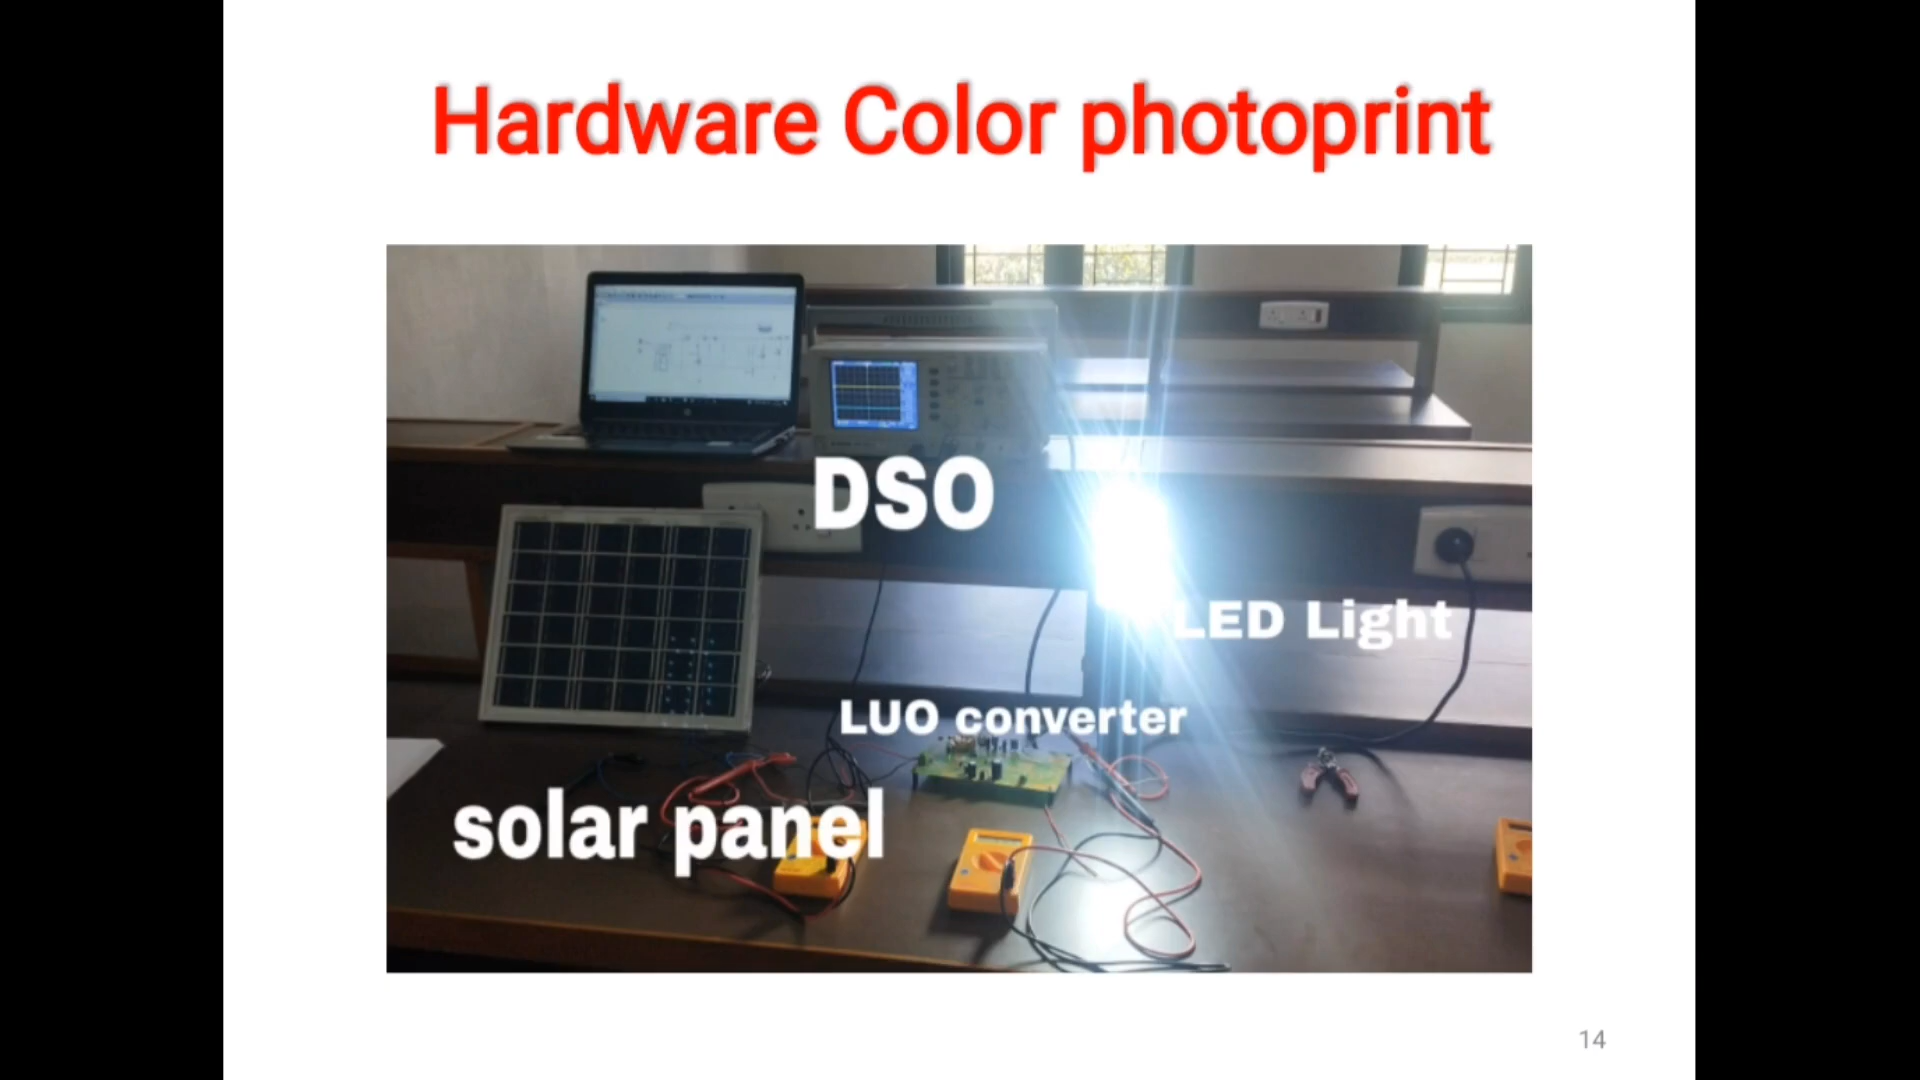 Hardware Color photoprint
DSO
LED Light
LUO converter
solar panel
14